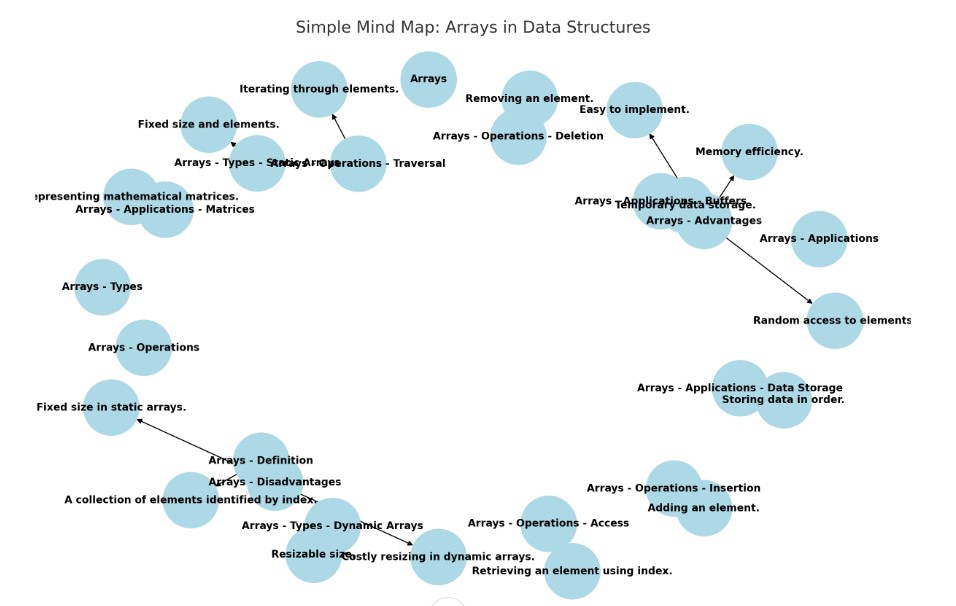 Simple Mind Map: Arrays in Data Structures
Arrays
Iterating through elements.
Removing an element.
Easy to implement.
Fixed size and elements.
Arrays - Operations - Deletion
Memory efficiency.
Arrays - Types - Static Arrays
Arrays - Operations - Traversal
epresenting mathematical matrices.
Arrays - Applications - Buffers
Temporary data storage.
Arrays - Applications - Matrices
Arrays - Advantages
Arrays - Applications
Arrays - Types
Random access to elements
Arrays - Operations
Arrays - Applications - Data Storage
Storing data in order.
Fixed size in static arrays.
Arrays - Definition
Arrays - Disadvantages
Arrays - Operations - Insertion
A collection of elements identified by index.
Adding an element.
Arrays - Types - Dynamic Arrays
Arrays - Operations - Access
Resizable size.
Costly resizing in dynamic arrays.
Retrieving an element using index.